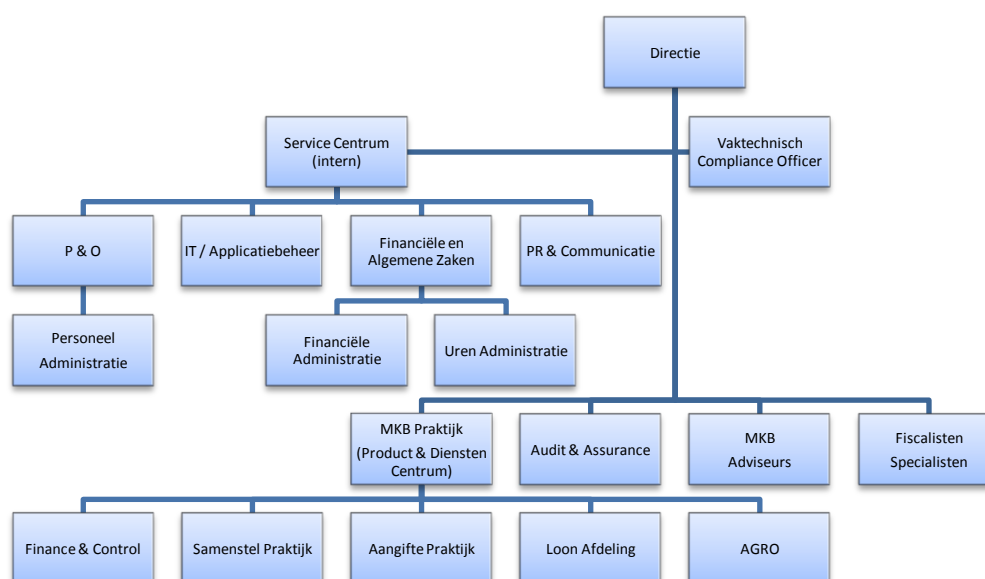 Directie
Service Centrum
(intern)
Vaktechnisch
Compliance Officer
P & O
IT / Applicatiebeheer
Financiële en
Algemene Zaken
PR & Communicatie
Personeel
Administratie
Financiële
Administratie
Uren Administratie
MKB Praktijk
(Product & Diensten
Centrum)
Audit & Assurance
MKB
Adviseurs
Fiscalisten
Specialisten
Finance & Control
Samenstel Praktijk
Aangifte Praktijk
Loon Afdeling
AGRO